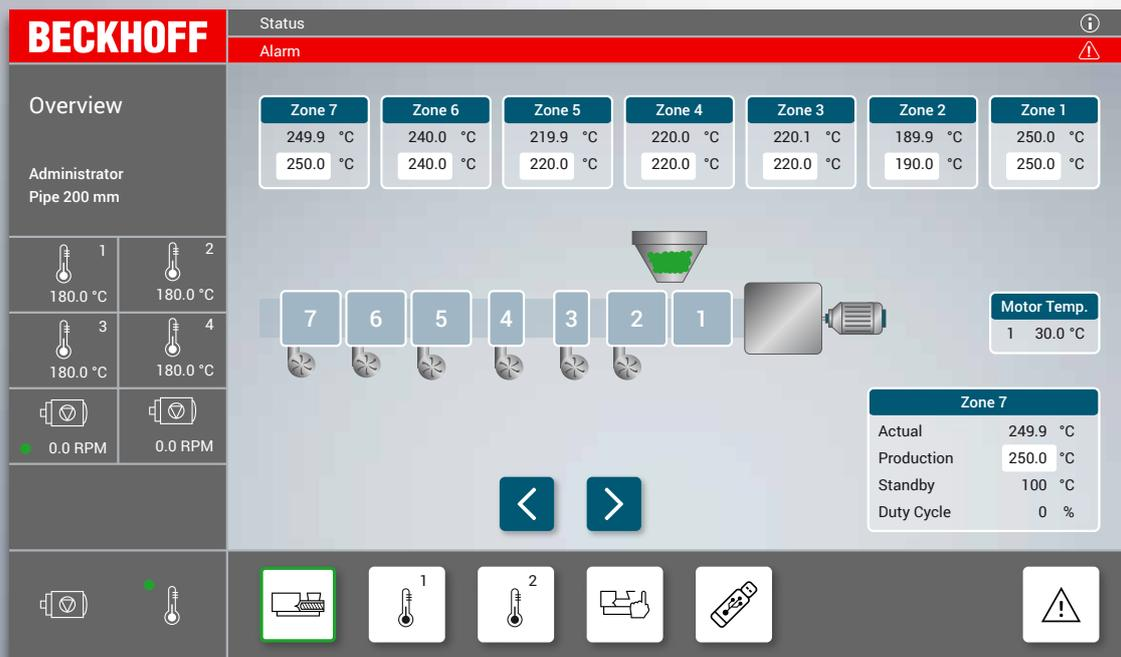 BECKHOFF
Status
Alarm
Overview
Administrator
Pipe 200 mm
1
180.0 °C
2
180.0 °C
3
180.0 °C
4
180.0 °C
0.0 RPM
0.0 RPM
Zone 7
249.9 °C
250.0 °C
Zone 6
240.0 °C
240.0 °C
Zone 5
219.9 °C
220.0 °C
Zone 4
220.0 °C
220.0 °C
Zone 3
220.1 °C
220.0 °C
Zone 2
189.9 °C
190.0 °C
Zone 1
250.0 °C
250.0 °C
7 6 5 4 3 2 1
Motor Temp.
1 30.0 °C
Zone 7
Actual 249.9 °C
Production 250.0 °C
Standby 100 °C
Duty Cycle 0 %
1
2